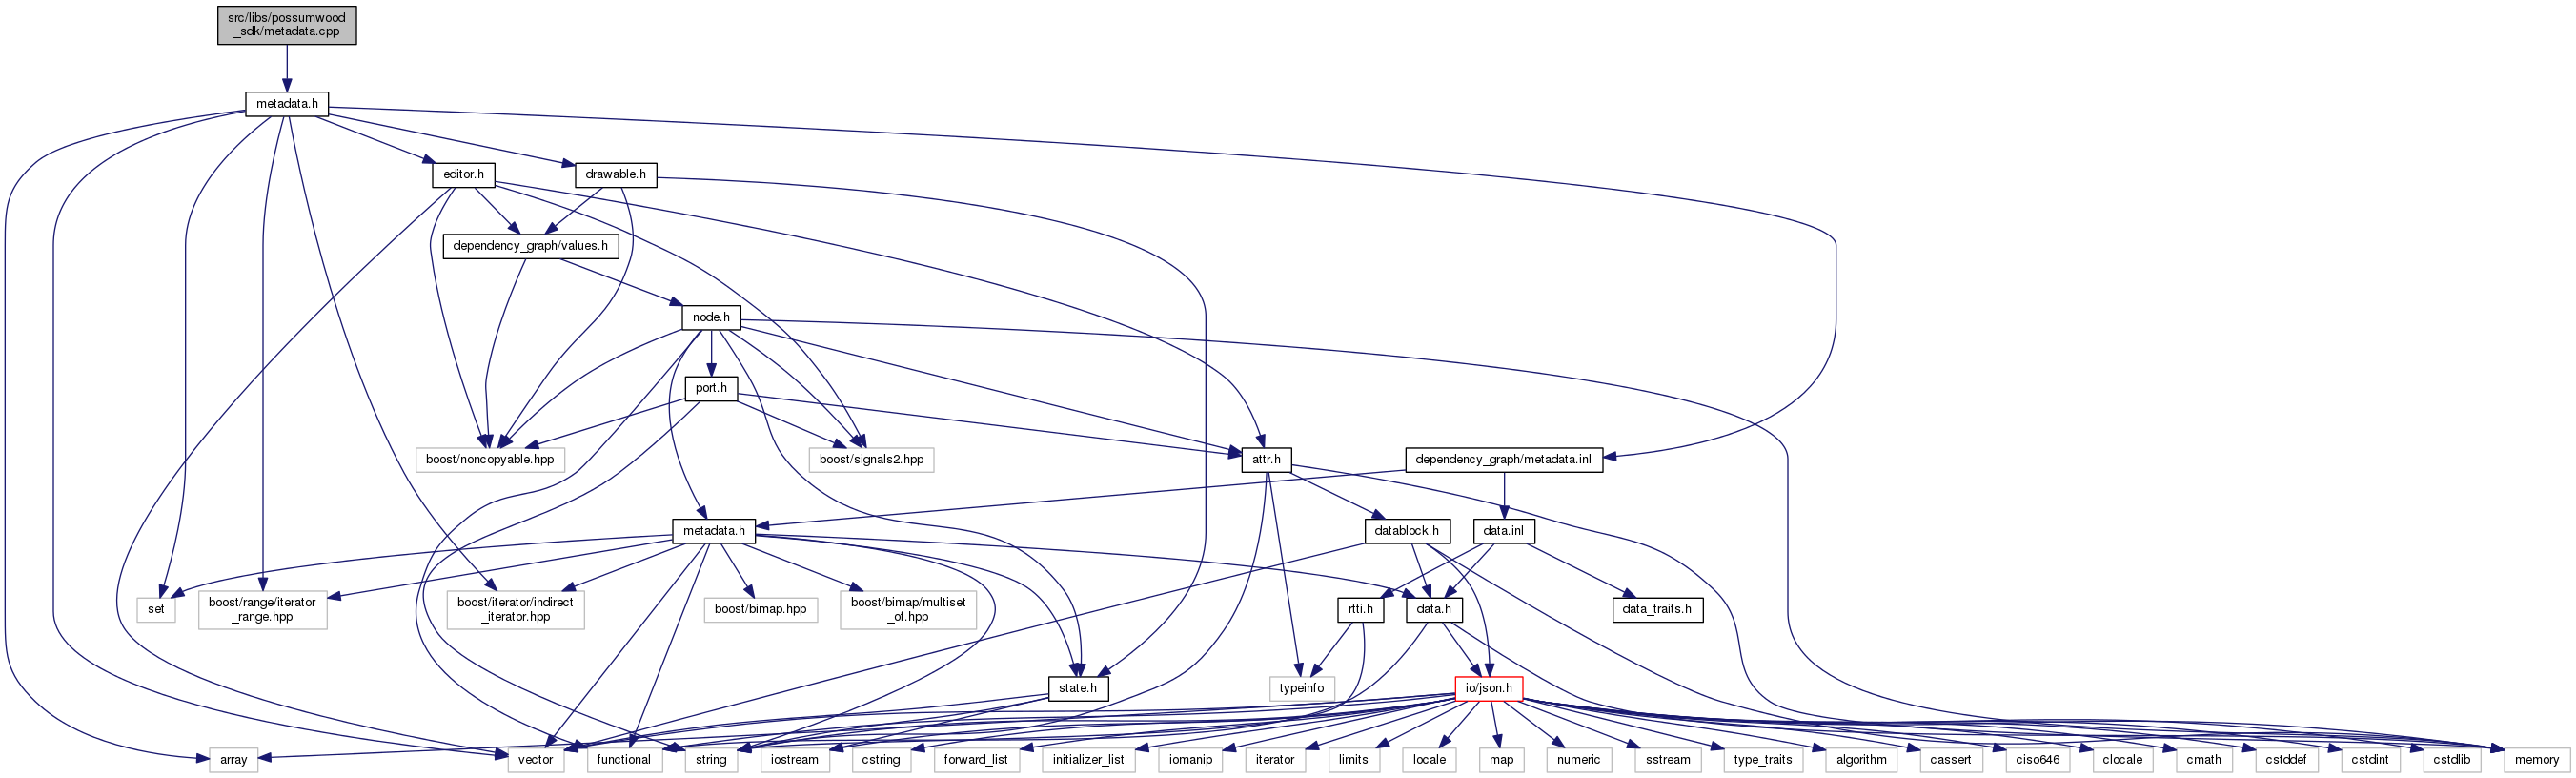 src/libs/possumwood
_sdk/metadata.cpp
metadata.h
editor.h
drawable.h
dependency_graph/values.h
node.h
port.h
boost/noncopyable.hpp
boost/signals2.hpp
attr.h
dependency_graph/metadata.inl
metadata.h
datablock.h
data.inl
set
boost/range/iterator
_range.hpp
boost/iterator/indirect
_iterator.hpp
boost/bimap.hpp
boost/bimap/multiset
_of.hpp
rtti.h
data.h
data_traits.h
state.h
typeinfo
io/json.h
array
vector
functional
string
iostream
cstring
forward_list
initializer_list
iomanip
iterator
limits
locale
map
numeric
sstream
type_traits
algorithm
cassert
ciso646
clocale
cmath
cstddef
cstdint
cstdlib
memory